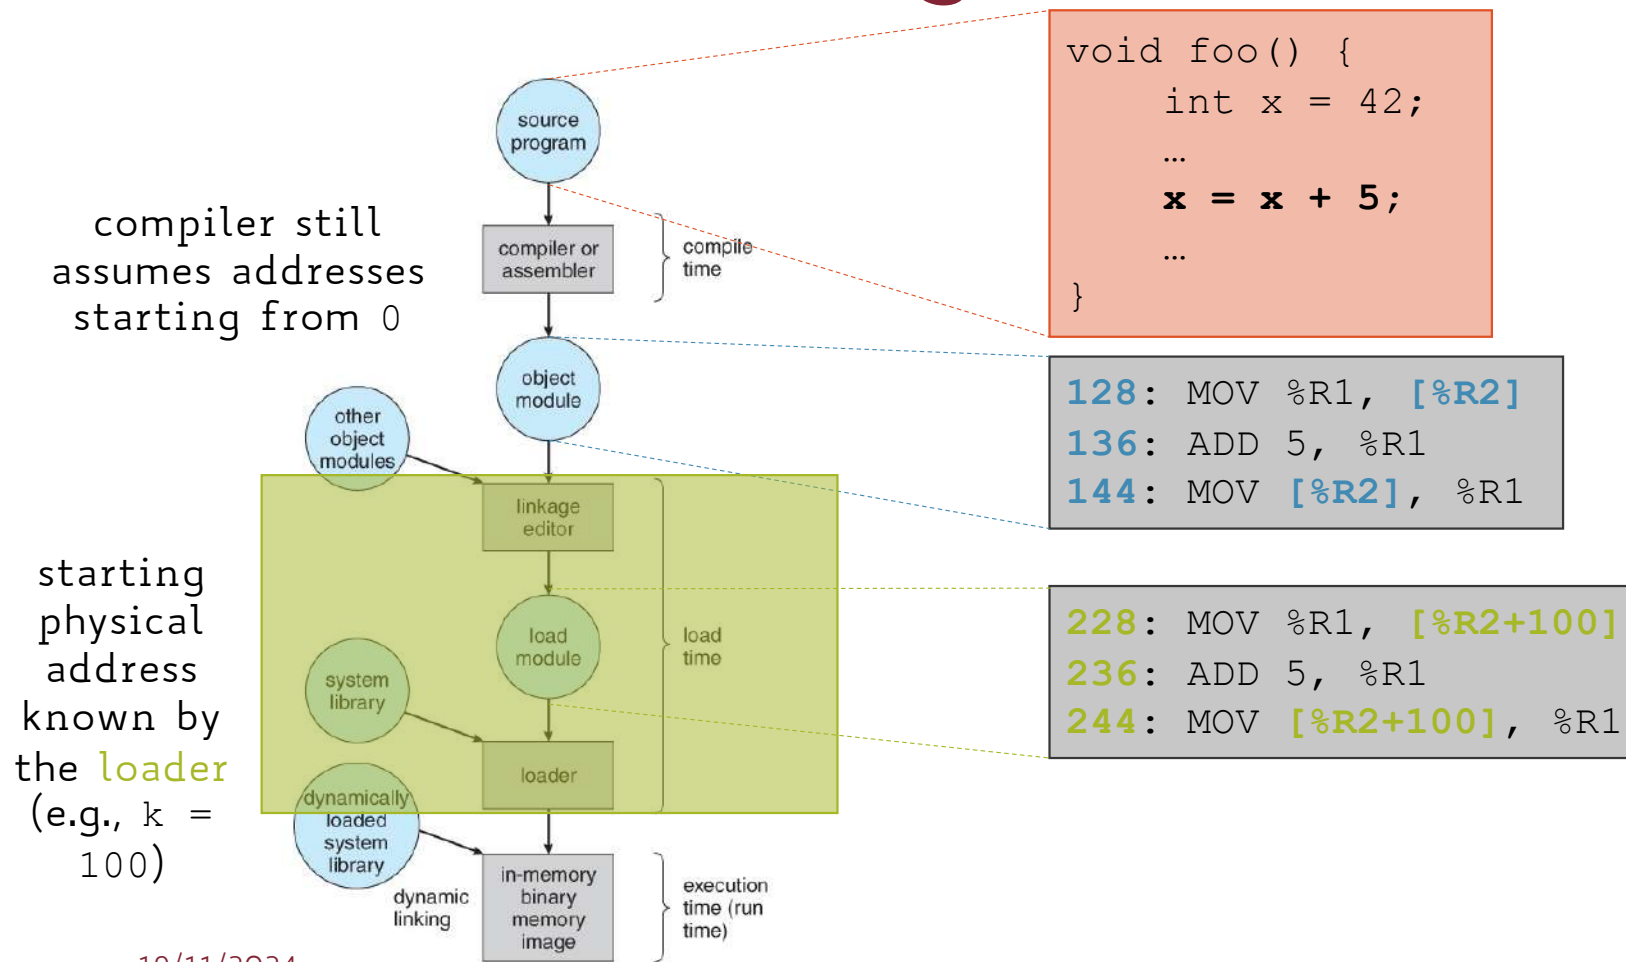 void foo() {
int x = 42;
…
x = x + 5;
…
}
source
program
compiler still
assumes addresses
starting from 0
compiler or
assembler
compile
time
object
module
128: MOV %R1, [%R2]
136: ADD 5, %R1
144: MOV [%R2], %R1
other
object
modules
linkage
editor
starting
physical
address
known by
the loader
(e.g., k =
100)
load
module
load
time
228: MOV %R1, [%R2+100]
236: ADD 5, %R1
244: MOV [%R2+100], %R1
system
library
loader
dynamically
loaded
system
library
dynamic
linking
in-memory
binary
memory
image
execution
time (run
time)